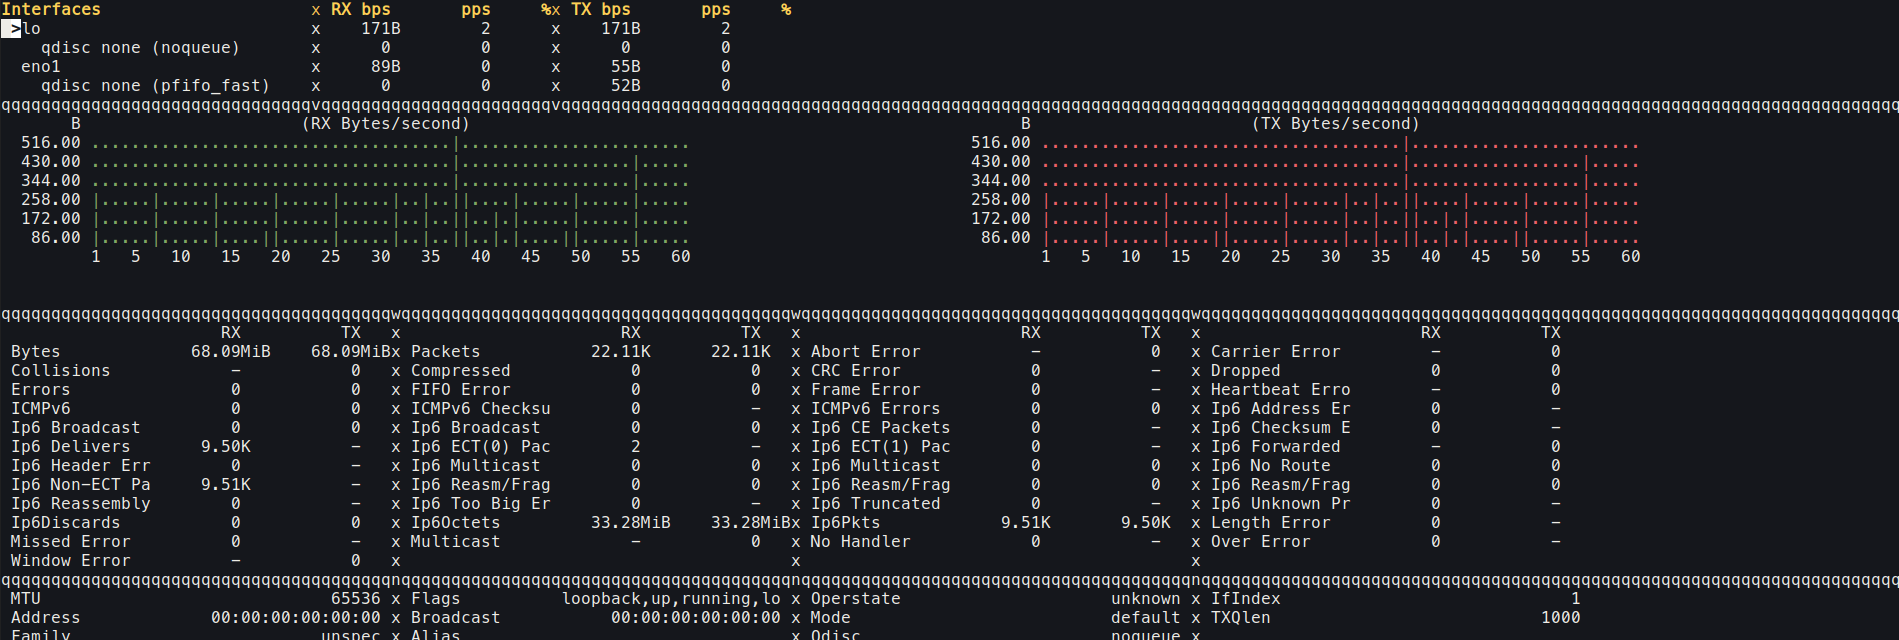 Interfaces x RX bps pps %x TX bps pps %
>lo x 171B 2 x 171B 2
qdisc none (noqueue) x 0 0 x 0 0
eno1 x 89B 0 x 55B 0
qdisc none (pfifo_fast) x 0 0 x 52B 0
B (RX Bytes/second) B (TX Bytes/second)
516.00 ....................................|....................... 516.00 ....................................|.......................
430.00 ....................................|.................|..... 430.00 ....................................|.................|.....
344.00 ....................................|.................|..... 344.00 ....................................|.................|.....
258.00 |.....|.....|.....|.....|.....|..|..||.....|.....|.....|..... 258.00 |.....|.....|.....|.....|.....|..|..||.....|.....|.....|.....
172.00 |.....|.....|.....|.....|.....|..|..||..|.|.....|.....|..... 172.00 |.....|.....|.....|.....|.....|..|..||..|.|.....|.....|.....
86.00 |.....|.....|....||.....|.....|..|..||..|.|....||.....|..... 86.00 |.....|.....|....||.....|.....|..|..||..|.|....||.....|.....
1 5 10 15 20 25 30 35 40 45 50 55 60 1 5 10 15 20 25 30 35 40 45 50 55 60
RX TX x RX TX x RX TX x RX TX
Bytes 68.09MiB 68.09MiBx Packets 22.11K 22.11K x Abort Error - 0 x Carrier Error - 0
Collisions - 0 x Compressed 0 0 x CRC Error 0 - x Dropped 0 0
Errors 0 0 x FIFO Error 0 0 x Frame Error 0 - x Heartbeat Erro - 0
ICMPv6 0 0 x ICMPv6 Checksu 0 - x ICMPv6 Errors 0 0 x Ip6 Address Er 0 -
Ip6 Broadcast 0 0 x Ip6 Broadcast 0 0 x Ip6 CE Packets 0 - x Ip6 Checksum E 0 -
Ip6 Delivers 9.50K - x Ip6 ECT(0) Pac 2 - x Ip6 ECT(1) Pac 0 - x Ip6 Forwarded - 0
Ip6 Header Err 0 - x Ip6 Multicast 0 0 x Ip6 Multicast 0 0 x Ip6 No Route 0 0
Ip6 Non-ECT Pa 9.51K - x Ip6 Reasm/Frag 0 0 x Ip6 Reasm/Frag 0 0 x Ip6 Reasm/Frag 0 0
Ip6 Reassembly 0 - x Ip6 Too Big Er 0 - x Ip6 Truncated 0 - x Ip6 Unknown Pr 0 -
Ip6Discards 0 0 x Ip6Octets 33.28MiB 33.28MiBx Ip6Pkts 9.51K 9.50K x Length Error 0 -
Missed Error 0 - x Multicast - 0 x No Handler 0 - x Over Error 0 -
Window Error - 0 x x x
MTU 65536 x Flags loopback,up,running,lo x Operstate unknown x IfIndex 1
Address 00:00:00:00:00:00 x Broadcast 00:00:00:00:00:00 x Mode default x TXQlen 1000
Family unspec x Alias x Qdisc noqueue x